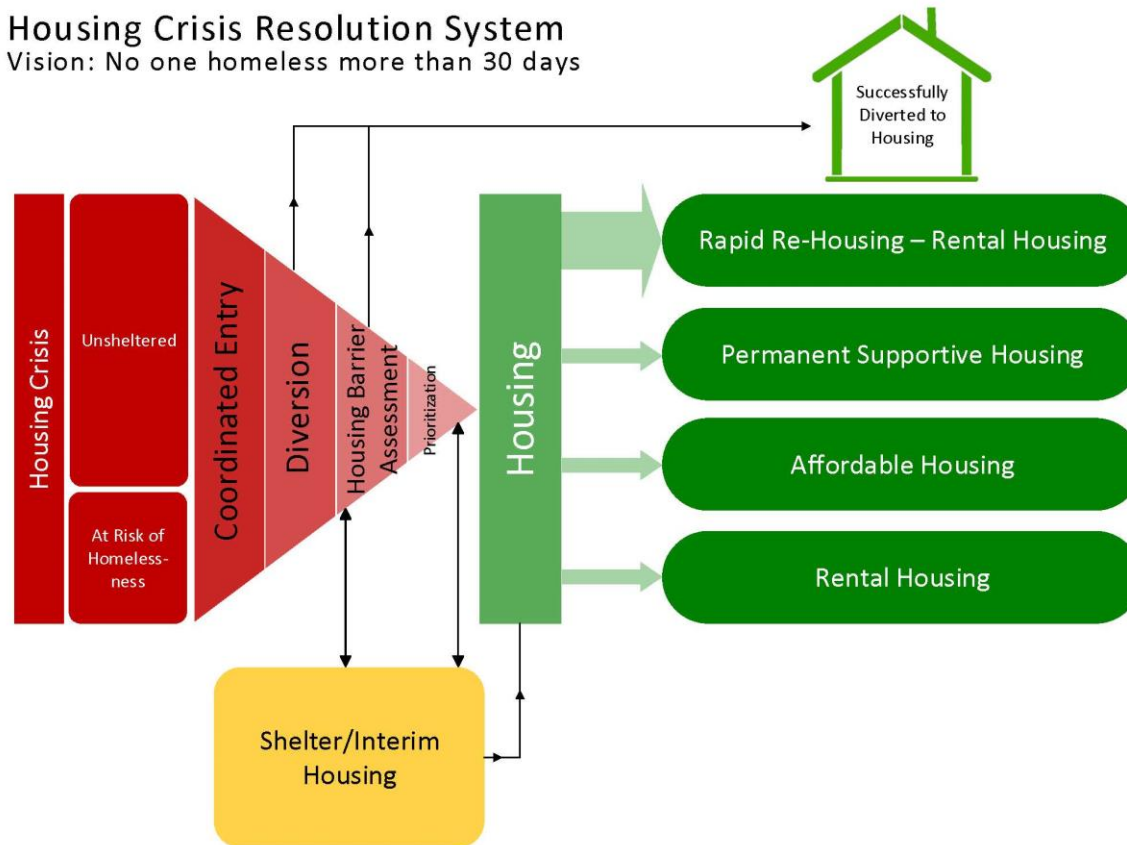 Housing Crisis Resolution System
Vision: No one homeless more than 30 days
Successfully
Diverted to
Housing
Housing Crisis
Unsheltered
At Risk of
Homeless-
ness
Coordinated Entry
Diversion
Housing Barrier
Assessment
Prioritization
Housing
Rapid Re-Housing – Rental Housing
Permanent Supportive Housing
Affordable Housing
Rental Housing
Shelter/Interim
Housing